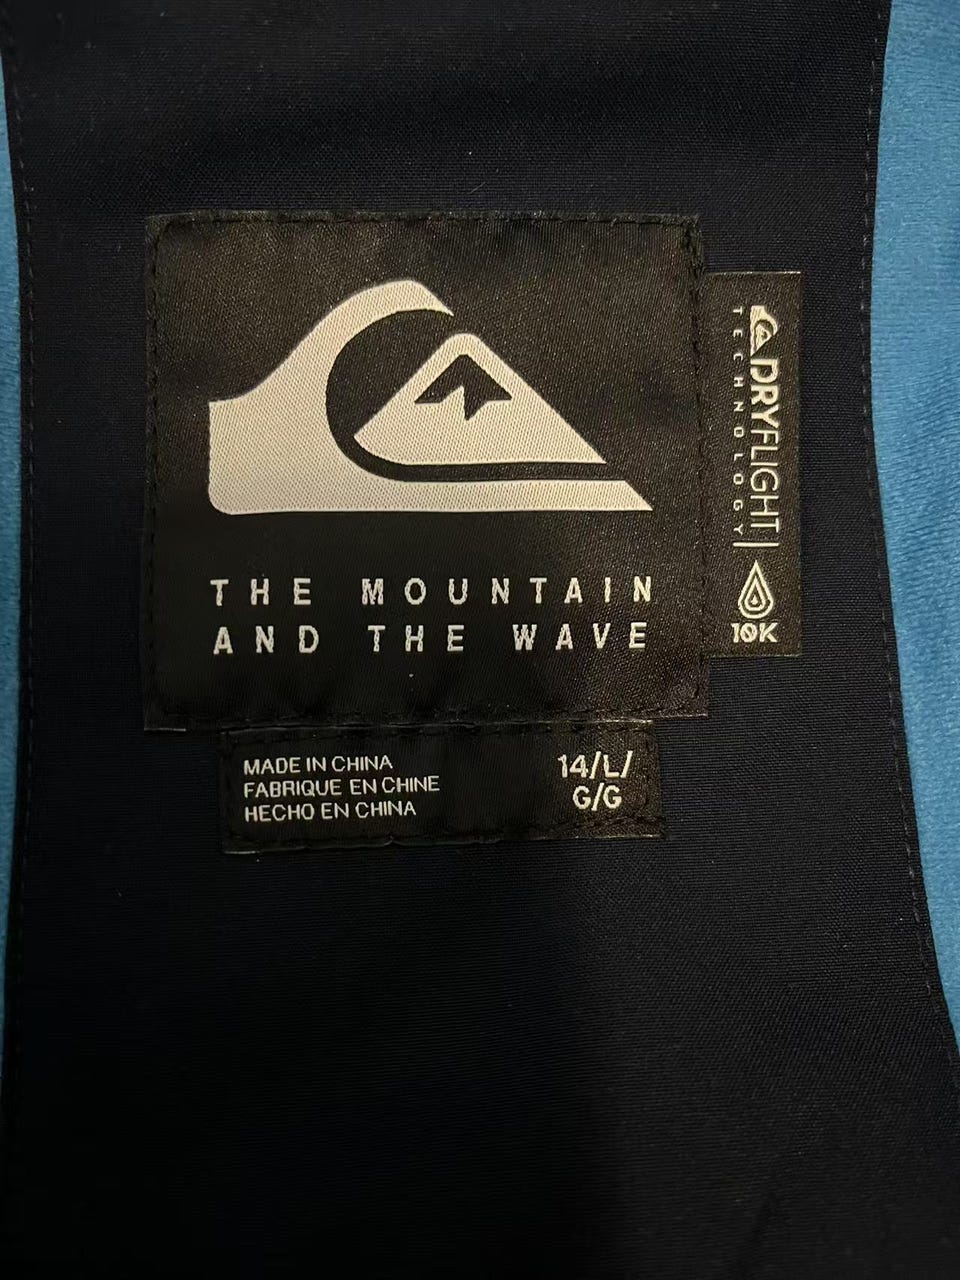 THE MOUNTAIN
AND THE WAVE
DRYFLIGHT
TECHNOLOGY
10K
MADE IN CHINA
FABRIQUE EN CHINE
HECHO EN CHINA
14/L/
G/G